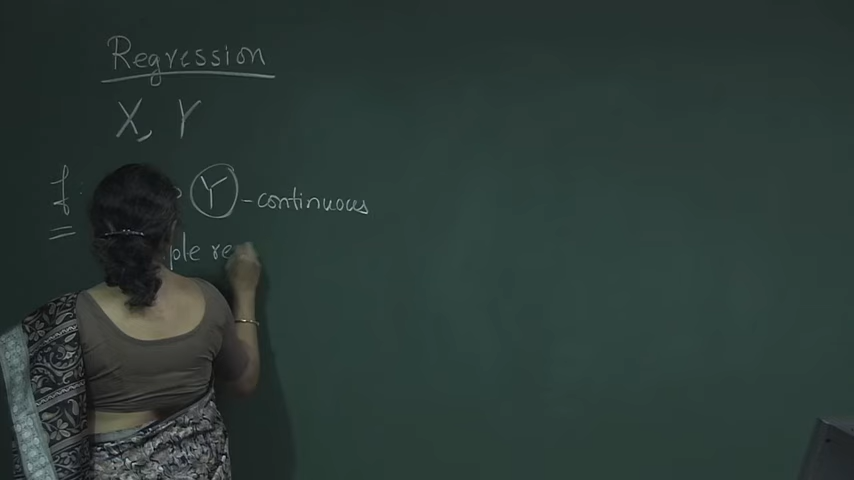 Regression
X, Y
f: Y - continuous
ple re